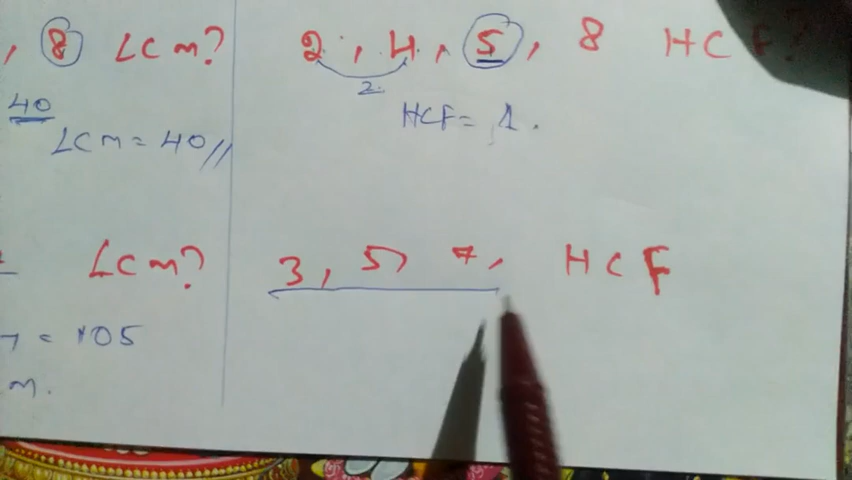 , 8 LCM? 2, 4, 5, 8 HCF?
2.
40
HCF= 1.
LCM = 40//
LCM? 3, 5, 7, HCF
= 105
m.